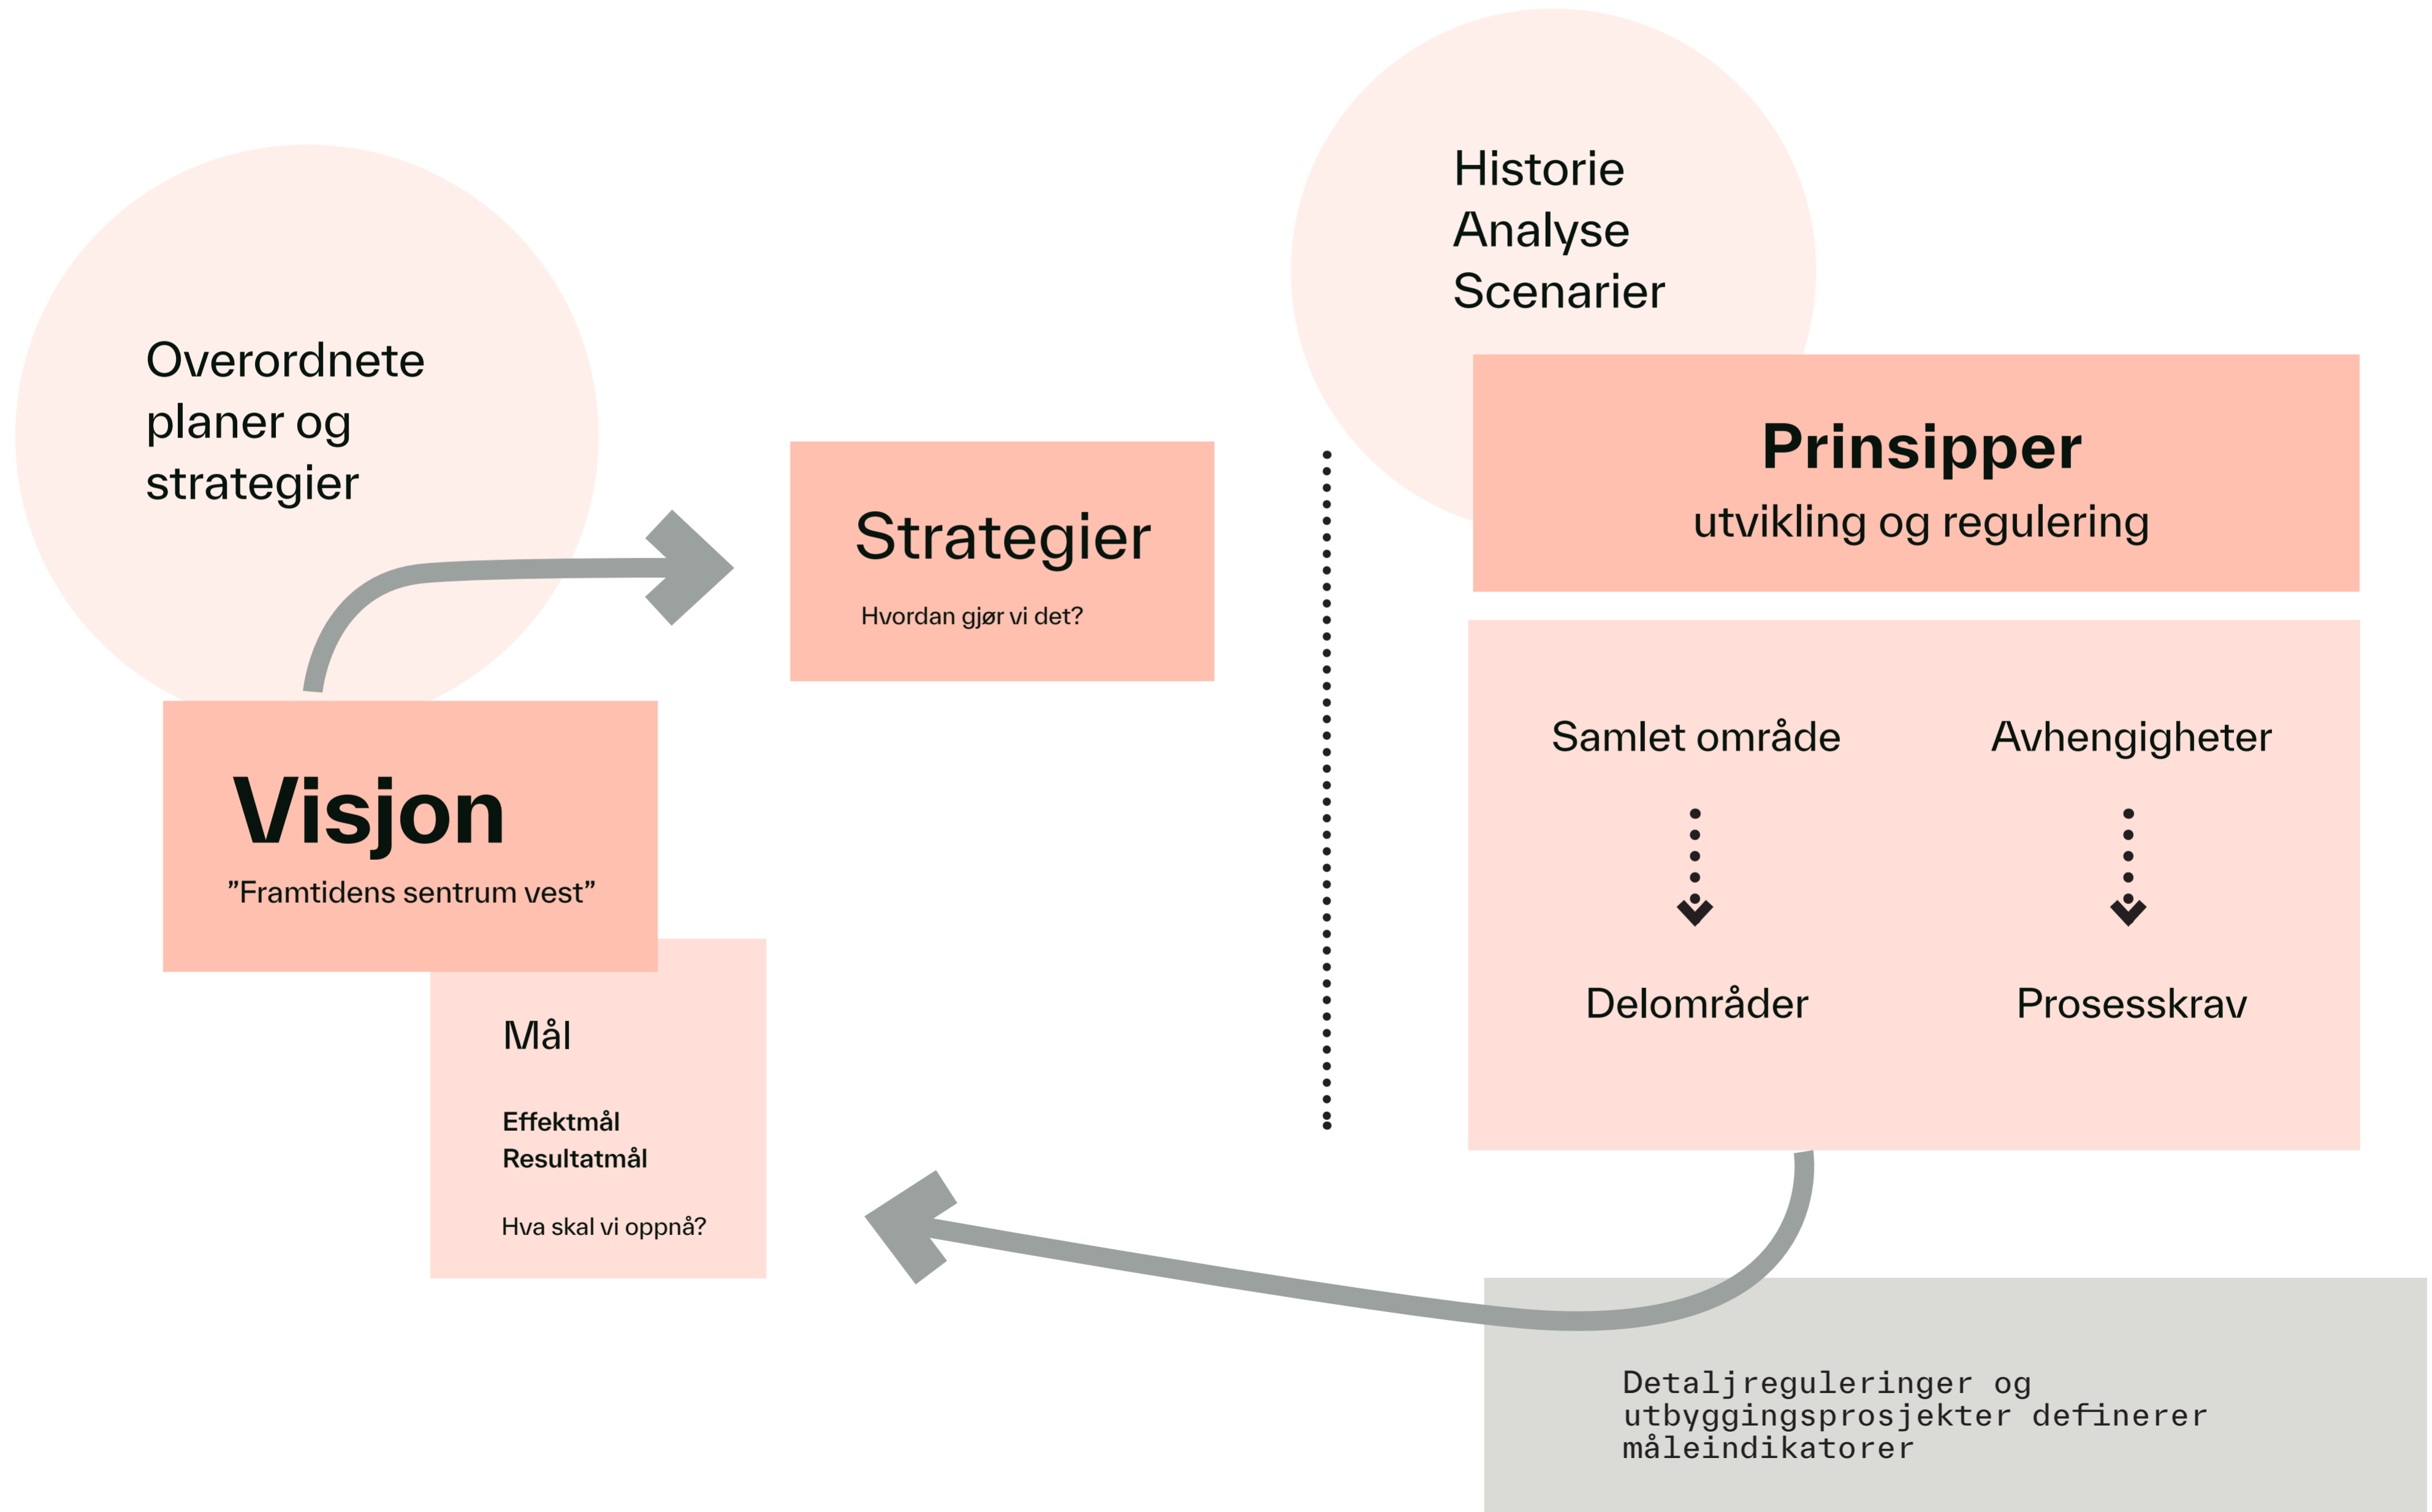 Overordnete
planer og
strategier
Visjon
”Framtidens sentrum vest”
Mål
Effektmål
Resultatmål
Hva skal vi oppnå?
Strategier
Hvordan gjør vi det?
Historie
Analyse
Scenarier
Prinsipper
utvikling og regulering
Samlet område
Avhengigheter
Delområder
Prosesskrav
Detaljreguleringer og
utbyggingsprosjekter definerer
måleindikatorer